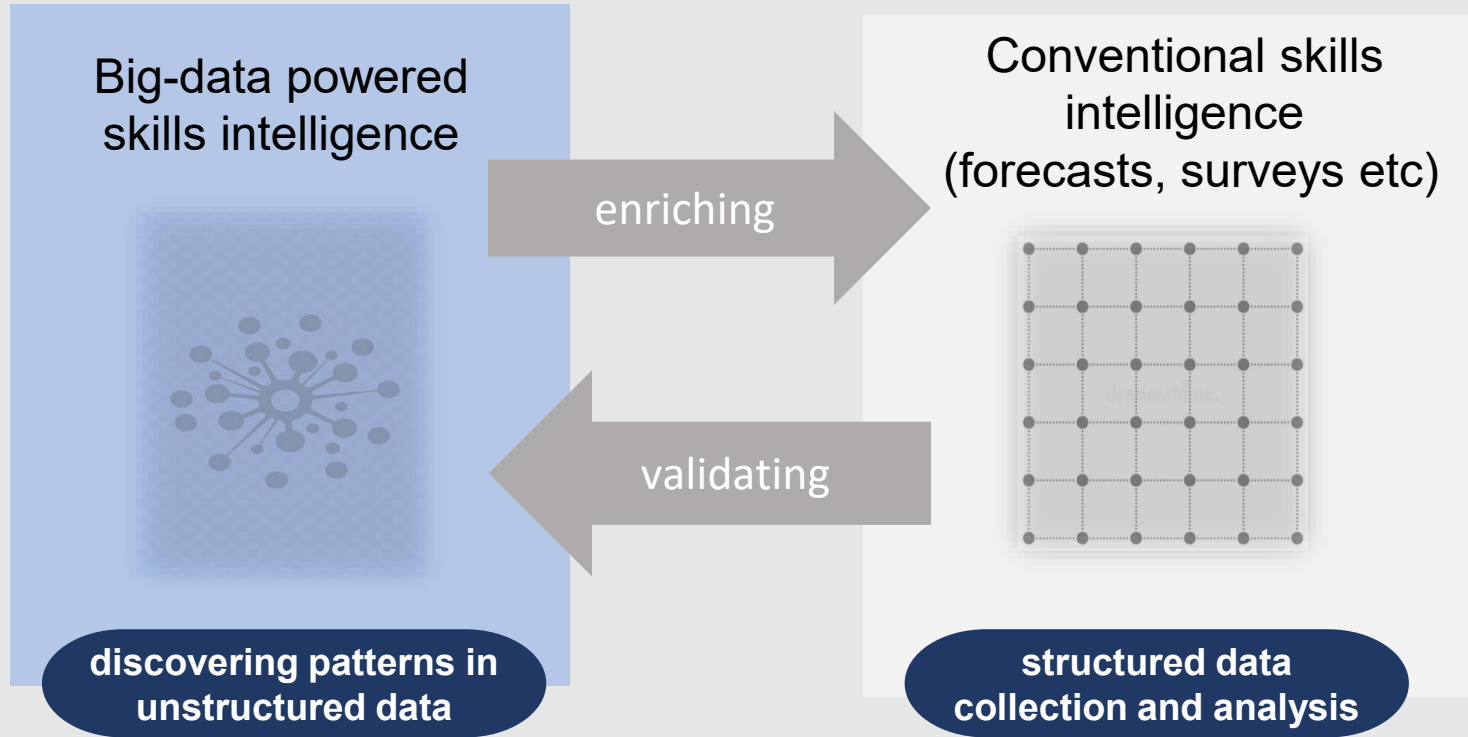 Big-data powered
skills intelligence
Conventional skills
intelligence
(forecasts, surveys etc)
enriching
validating
dreamstime.
discovering patterns in
unstructured data
structured data
collection and analysis